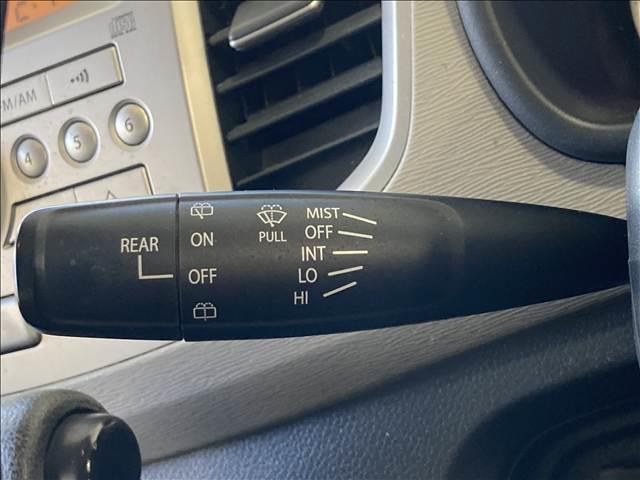 FM/AM
4
5
6
REAR
ON
OFF
PULL
MIST
OFF
INT
LO
HI